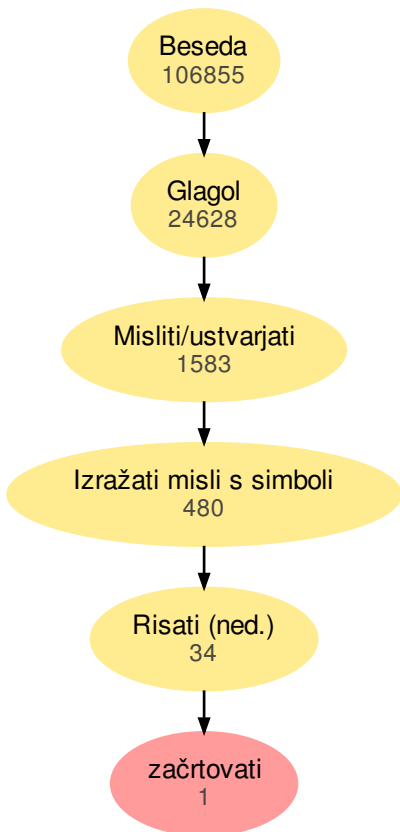 Beseda
106855
Glagol
24628
Misliti/ustvarjati
1583
Izražati misli s simboli
480
Risati (ned.)
34
začrtovati
1